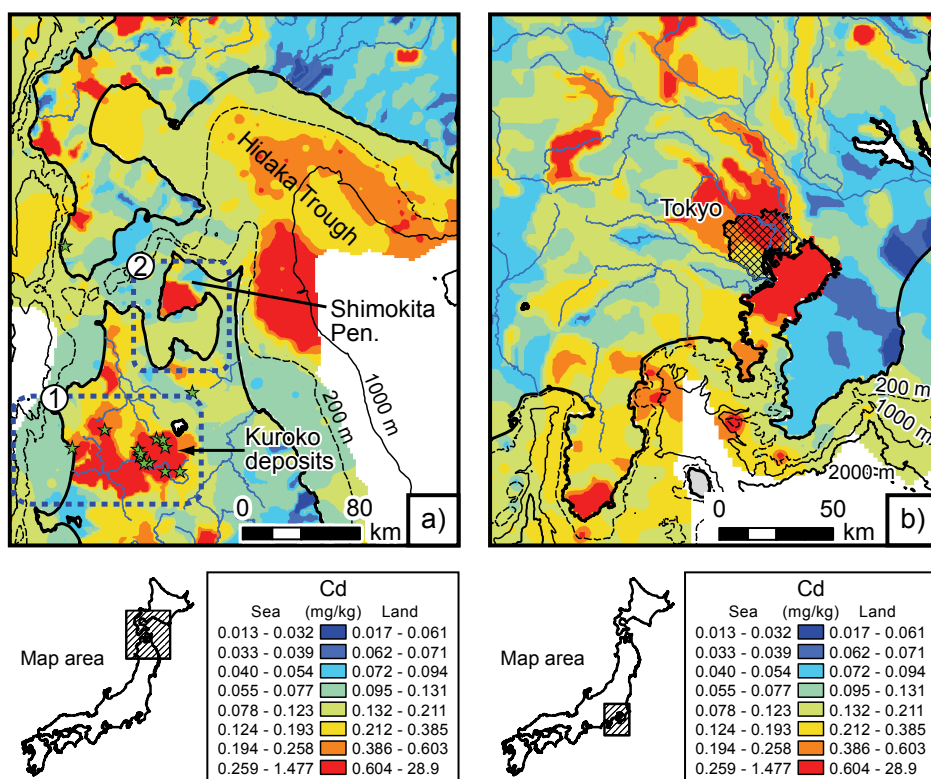 Hidaka Trough
2
Shimokita
Pen.
1000 m
200 m
1
Kuroko
deposits
0 80
km
a)
Tokyo
200 m
1000 m
2000 m
0 50
km
b)
Map area
Cd
Sea (mg/kg) Land
0.013 - 0.032 0.017 - 0.061
0.033 - 0.039 0.062 - 0.071
0.040 - 0.054 0.072 - 0.094
0.055 - 0.077 0.095 - 0.131
0.078 - 0.123 0.132 - 0.211
0.124 - 0.193 0.212 - 0.385
0.194 - 0.258 0.386 - 0.603
0.259 - 1.477 0.604 - 28.9
Map area
Cd
Sea (mg/kg) Land
0.013 - 0.032 0.017 - 0.061
0.033 - 0.039 0.062 - 0.071
0.040 - 0.054 0.072 - 0.094
0.055 - 0.077 0.095 - 0.131
0.078 - 0.123 0.132 - 0.211
0.124 - 0.193 0.212 - 0.385
0.194 - 0.258 0.386 - 0.603
0.259 - 1.477 0.604 - 28.9